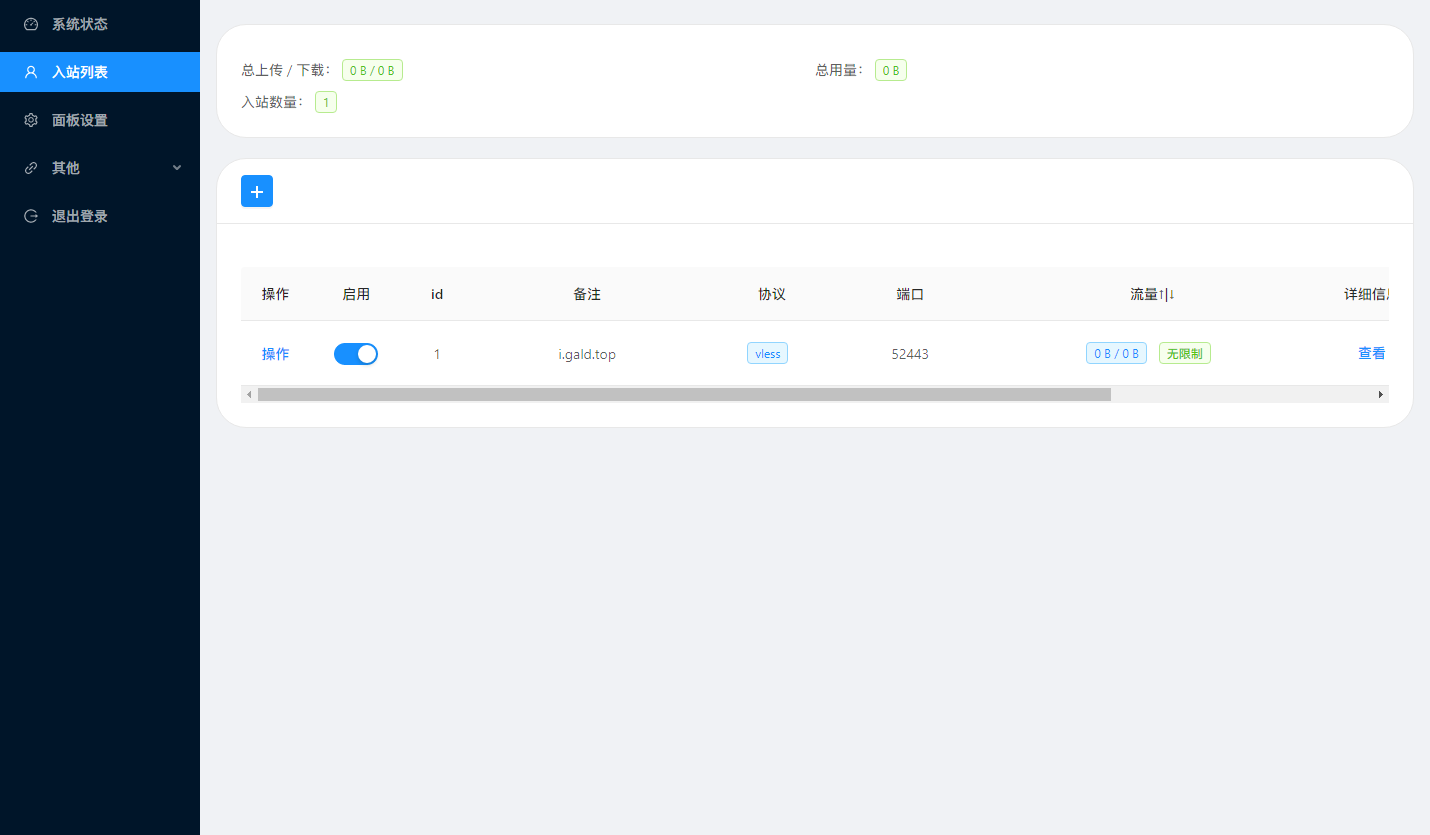 系统状态
入站列表
面板设置
其他
退出登录
总上传 / 下载： 0 B / 0 B
总用量： 0 B
入站数量： 1
操作 启用 id 备注 协议 端口 流量↑|↓ 详细信息
操作 1 i.gald.top vless 52443 0 B / 0 B 无限制 查看